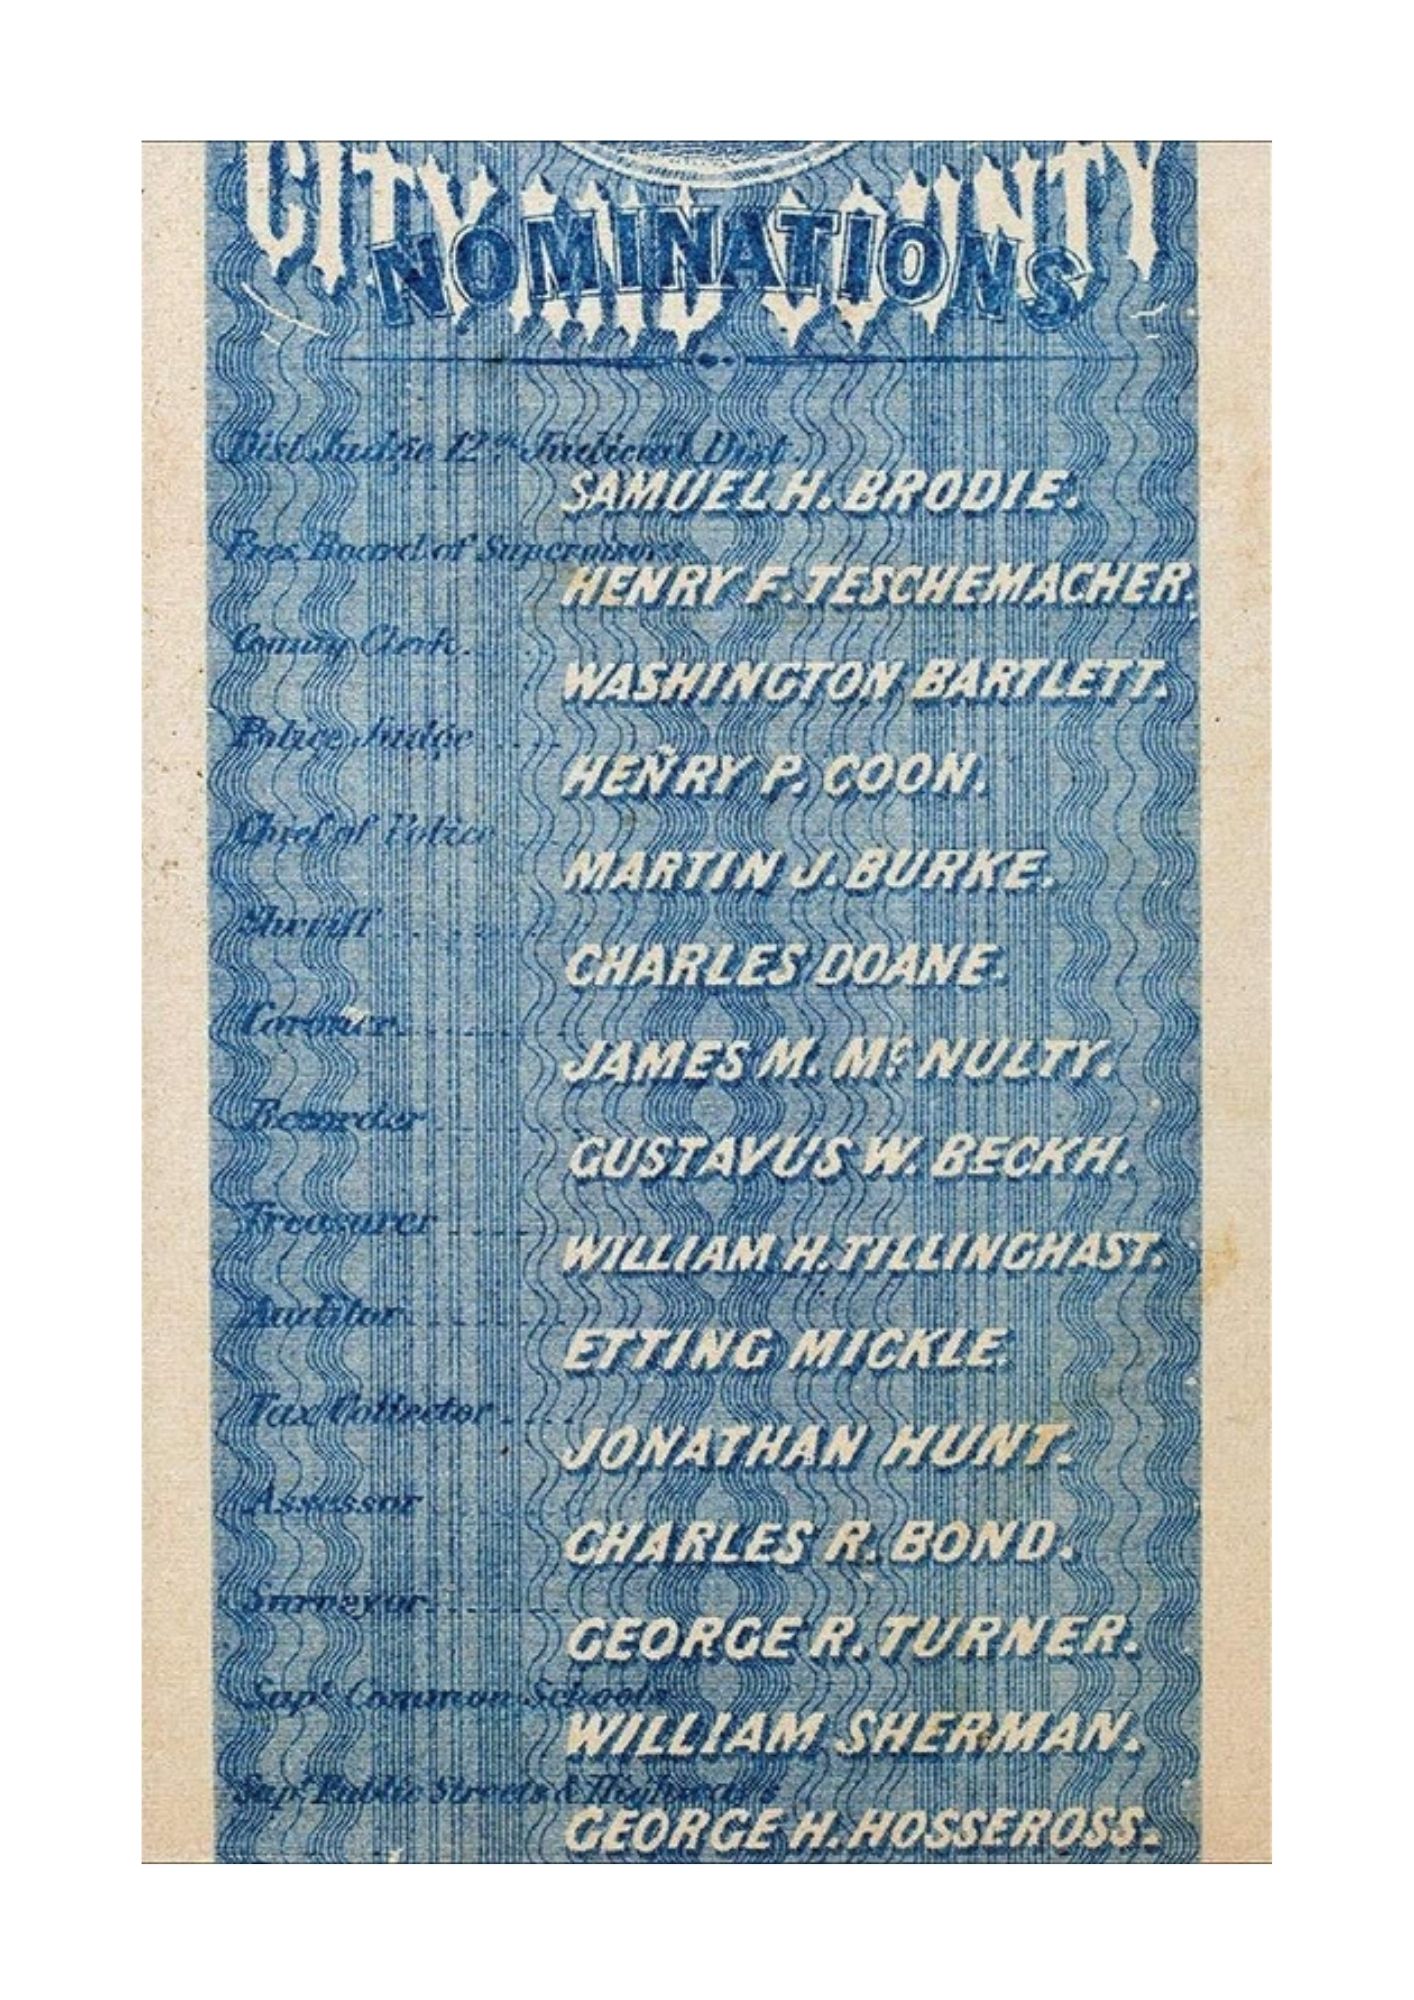 CITY AND COUNTY
NOMINATIONS
Dist. Judge 12th Judicial Dist.
SAMUEL H. BRODIE.
Pres. Board of Supervisors
HENRY F. TESCHEMACHER.
County Clerk.
WASHINGTON BARTLETT.
Police Judge ....
HENRY P. COON.
Chief of Police
MARTIN J. BURKE.
Sheriff
CHARLES DOANE.
Coroner.
JAMES M. Mc NULTY.
Recorder
GUSTAVUS W. BECKH.
Treasurer
WILLIAM H. TILLINGHAST.
Auditor
ETTING MICKLE.
Tax Collector
JONATHAN HUNT.
Assessor
CHARLES R. BOND.
Surveyor
GEORGE R. TURNER.
Supt. Common Schools
WILLIAM SHERMAN.
Supt. Public Streets & Highways
GEORGE H. HOSSEROSS.